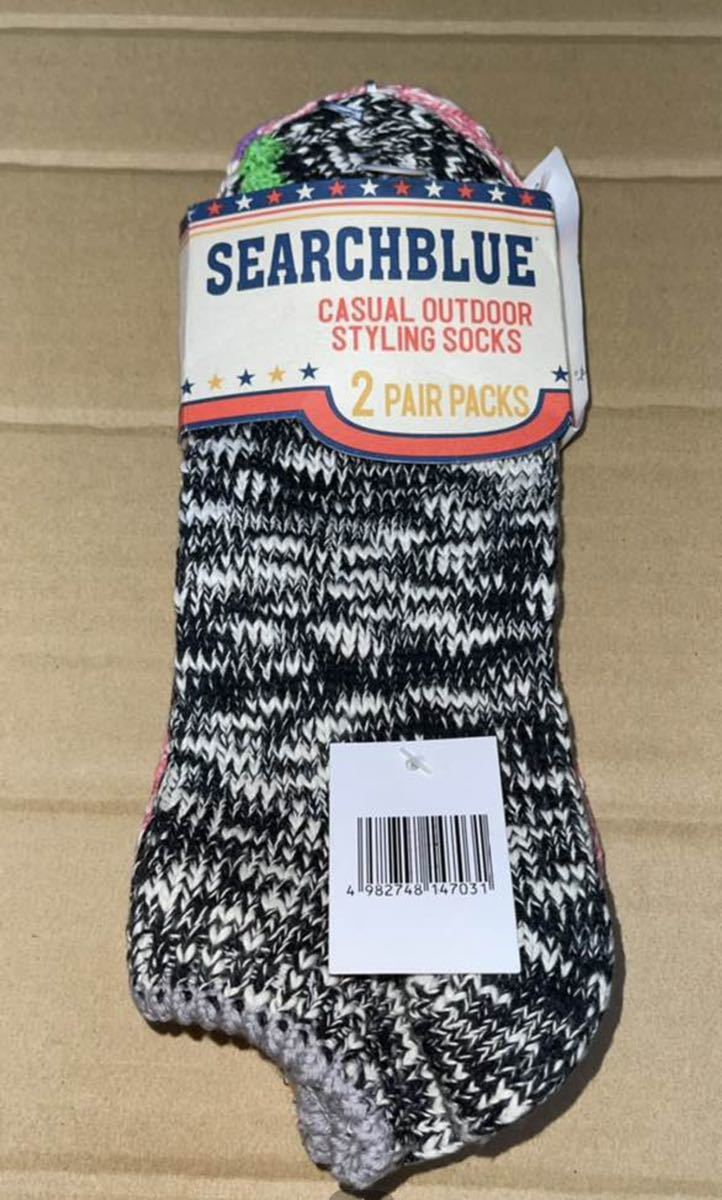 SEARCHBLUE
CASUAL OUTDOOR
STYLING SOCKS
2 PAIR PACKS
4 982748 147031